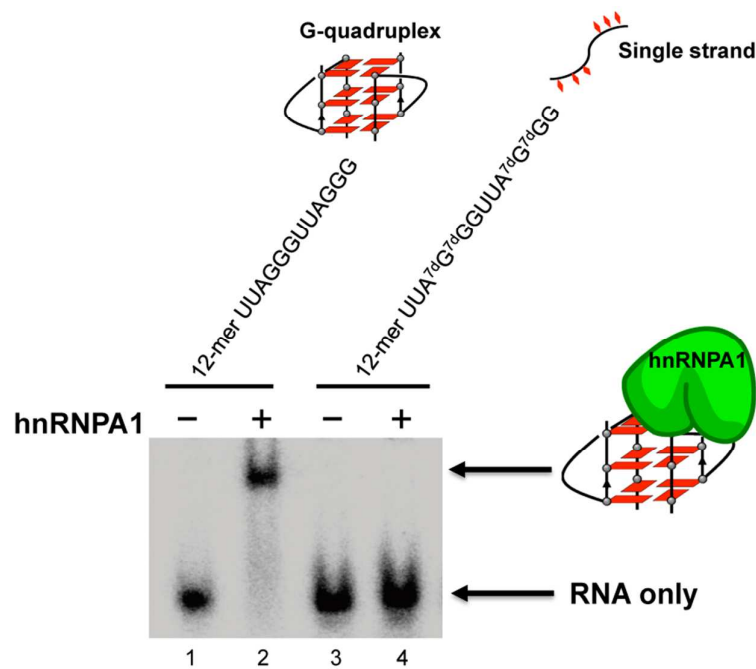 G-quadruplex
Single strand
12-mer UUAGGGUUAGGG
12-mer UUA⁷ᵈG⁷ᵈGGUUA⁷ᵈG⁷ᵈGG
hnRNPA1
hnRNPA1 − + − +
RNA only
1 2 3 4